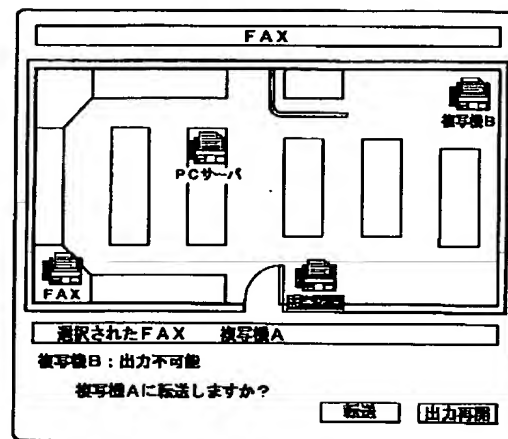 FAX
複写機B
PCサーバ
FAX
選択されたFAX 複写機A
複写機B:出力不可能
複写機Aに転送しますか?
転送 出力再開